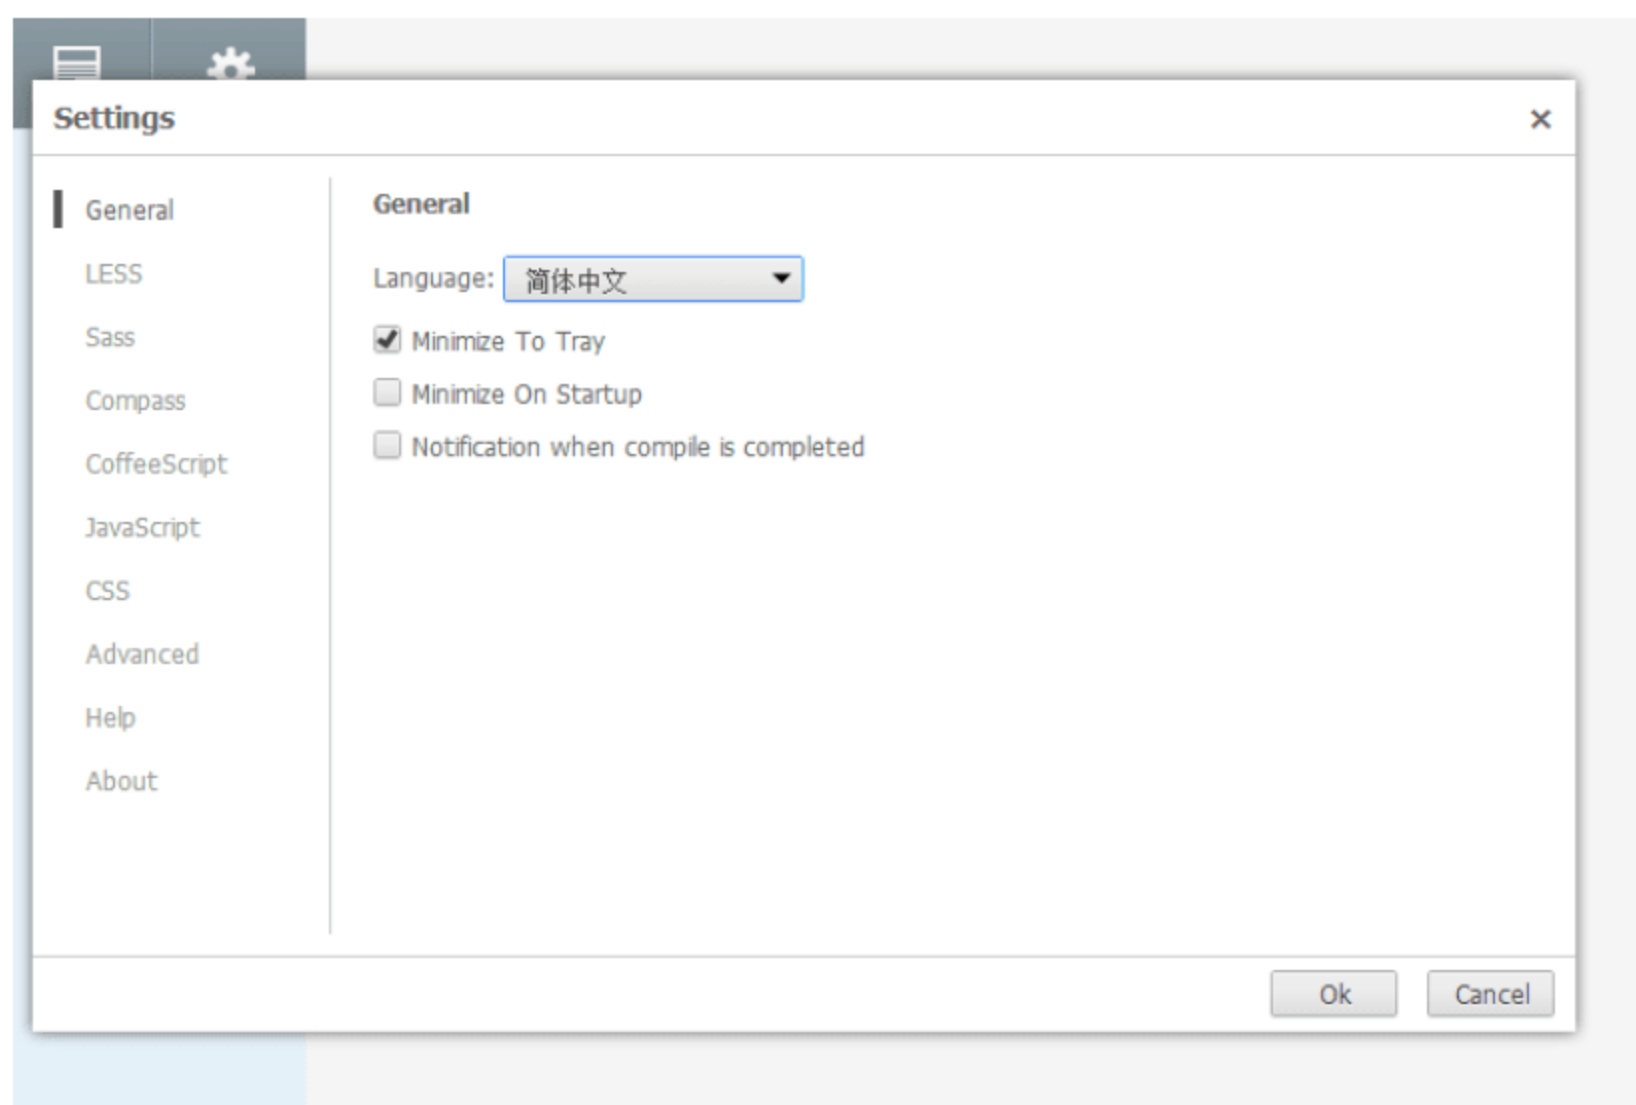 Settings
General
LESS
Sass
Compass
CoffeeScript
JavaScript
CSS
Advanced
Help
About
General
Language: 简体中文
Minimize To Tray
Minimize On Startup
Notification when compile is completed
Ok Cancel